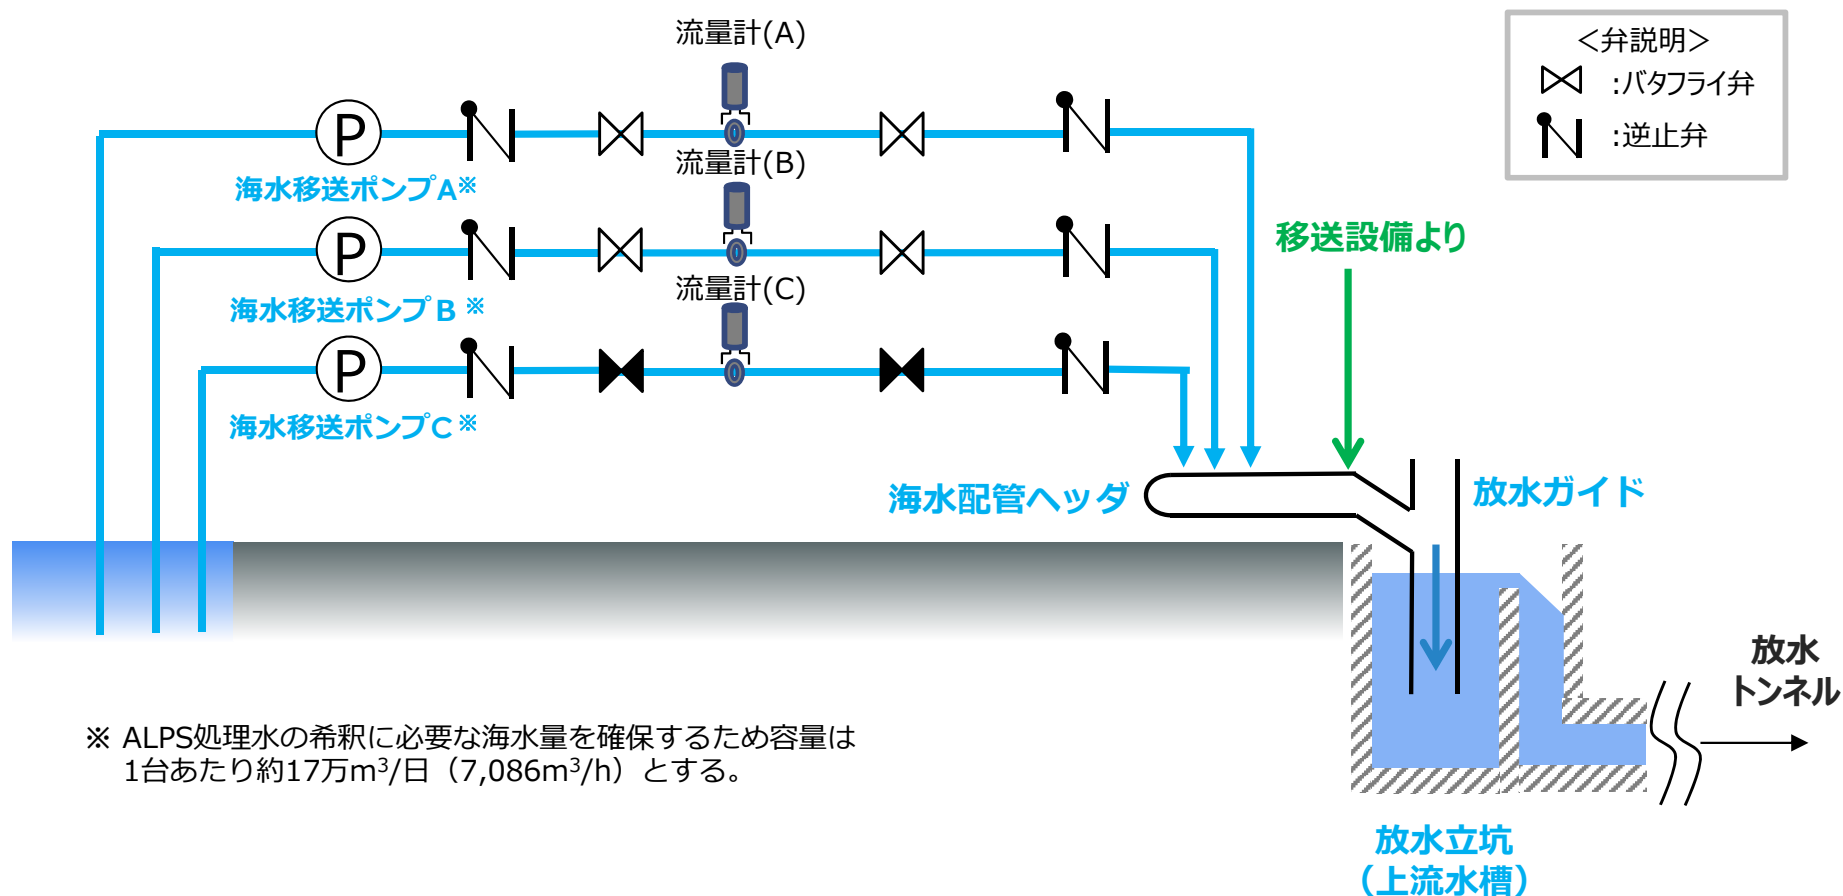 流量計(A)
＜弁説明＞
:バタフライ弁
:逆止弁
P
海水移送ポンプA※
流量計(B)
P
海水移送ポンプB※
流量計(C)
P
海水移送ポンプC※
移送設備より
海水配管ヘッダ
放水ガイド
放水
トンネル
※ ALPS処理水の希釈に必要な海水量を確保するため容量は
1台あたり約17万m³/日（7,086m³/h）とする。
放水立坑
（上流水槽）